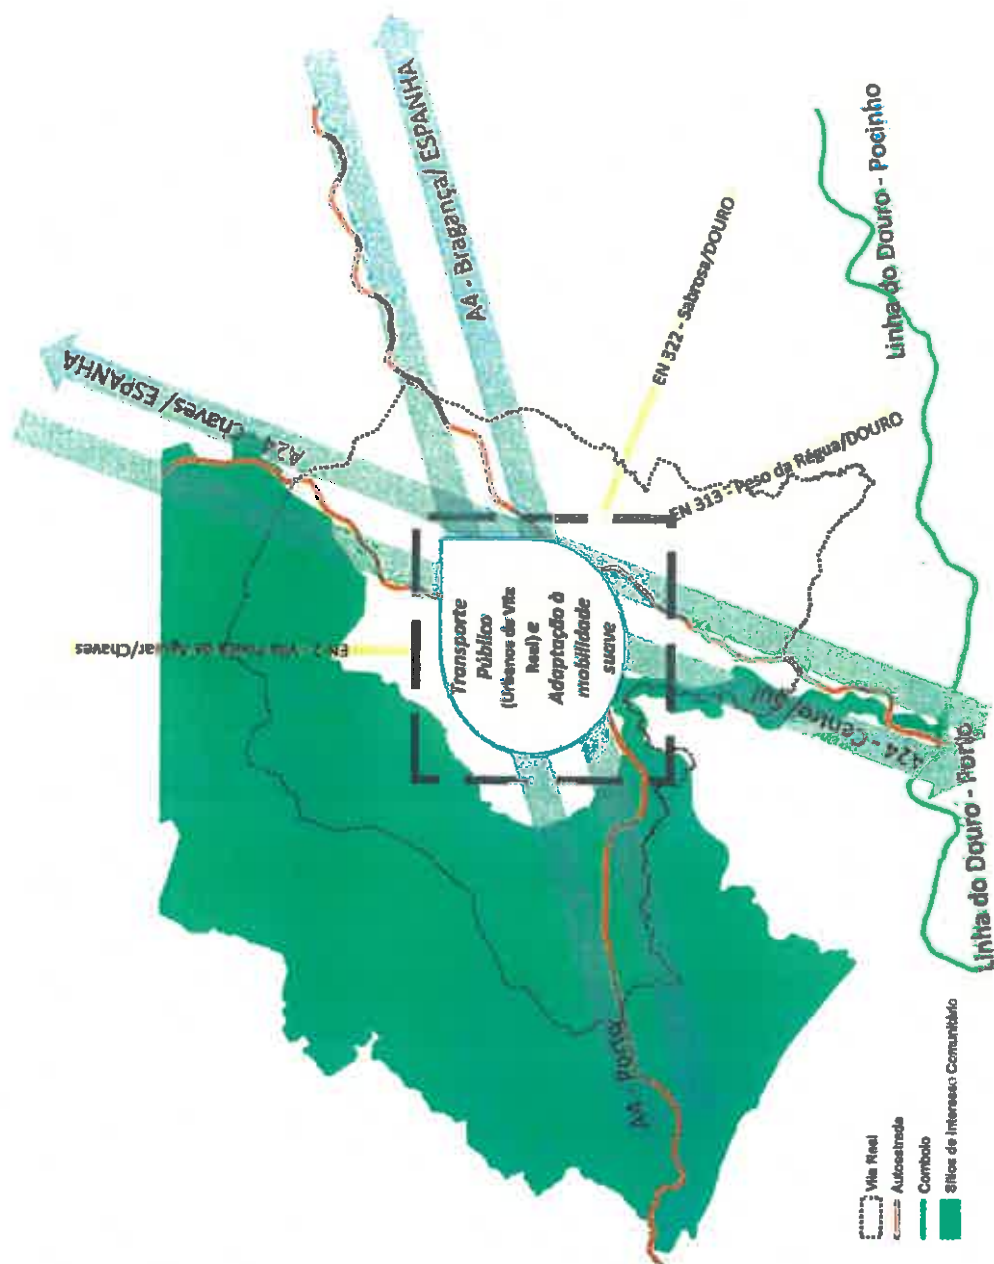 A24 - Chaves/ ESPANHA
A4 - Bragança/ ESPANHA
EN 2 - Vila Pouca de Aguiar/Chaves
EN 322 - Sabrosa/DOURO
EN 313 - Peso da Régua/DOURO
Transporte
Público
(Urbanos de Vila
Real) e
Adaptação à
mobilidade
suave
A4 - Porto
A24 - Centro/ Sul
Linha do Douro - Pocinho
Linha do Douro - Porto
Vila Real
Autoestrada
Comboio
Sítios de Interesse Comunitário